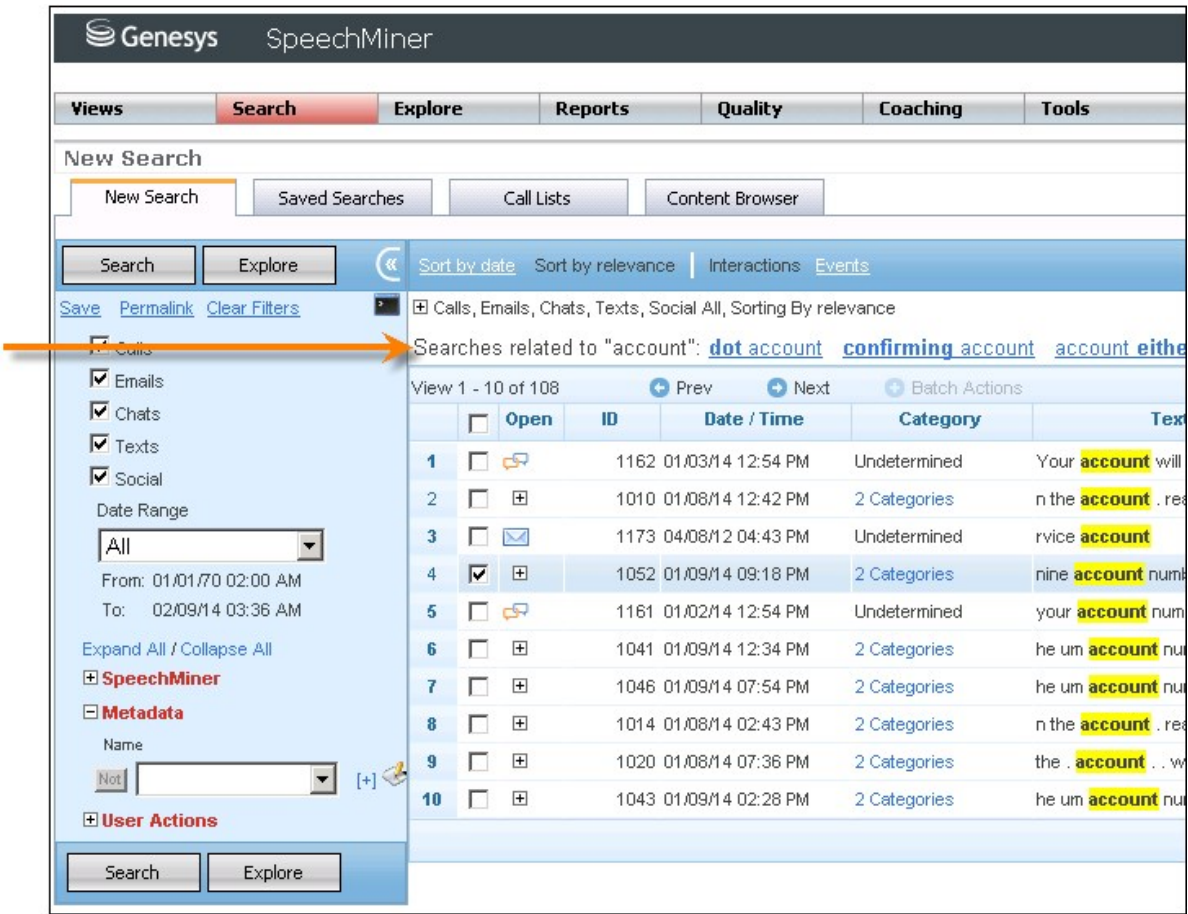 Genesys SpeechMiner
Views Search Explore Reports Quality Coaching Tools
New Search
New Search Saved Searches Call Lists Content Browser
Search Explore
Save Permalink Clear Filters
Calls
Emails
Chats
Texts
Social
Date Range
All
From: 01/01/70 02:00 AM
To: 02/09/14 03:36 AM
Expand All / Collapse All
SpeechMiner
Metadata
Name
Not [+]
User Actions
Search Explore
Sort by date Sort by relevance Interactions Events
Calls, Emails, Chats, Texts, Social All, Sorting By relevance
Searches related to "account": dot account confirming account account eithe
View 1 - 10 of 108 Prev Next Batch Actions
Open ID Date / Time Category Tex
1 1162 01/03/14 12:54 PM Undetermined Your account will
2 1010 01/08/14 12:42 PM 2 Categories n the account . rea
3 1173 04/08/12 04:43 PM Undetermined rvice account
4 1052 01/09/14 09:18 PM 2 Categories nine account numb
5 1161 01/02/14 12:54 PM Undetermined your account num
6 1041 01/09/14 12:34 PM 2 Categories he um account nu
7 1046 01/09/14 07:54 PM 2 Categories he um account nu
8 1014 01/08/14 02:43 PM 2 Categories n the account . rea
9 1020 01/08/14 07:36 PM 2 Categories the . account . . w
10 1043 01/09/14 02:28 PM 2 Categories he um account nu